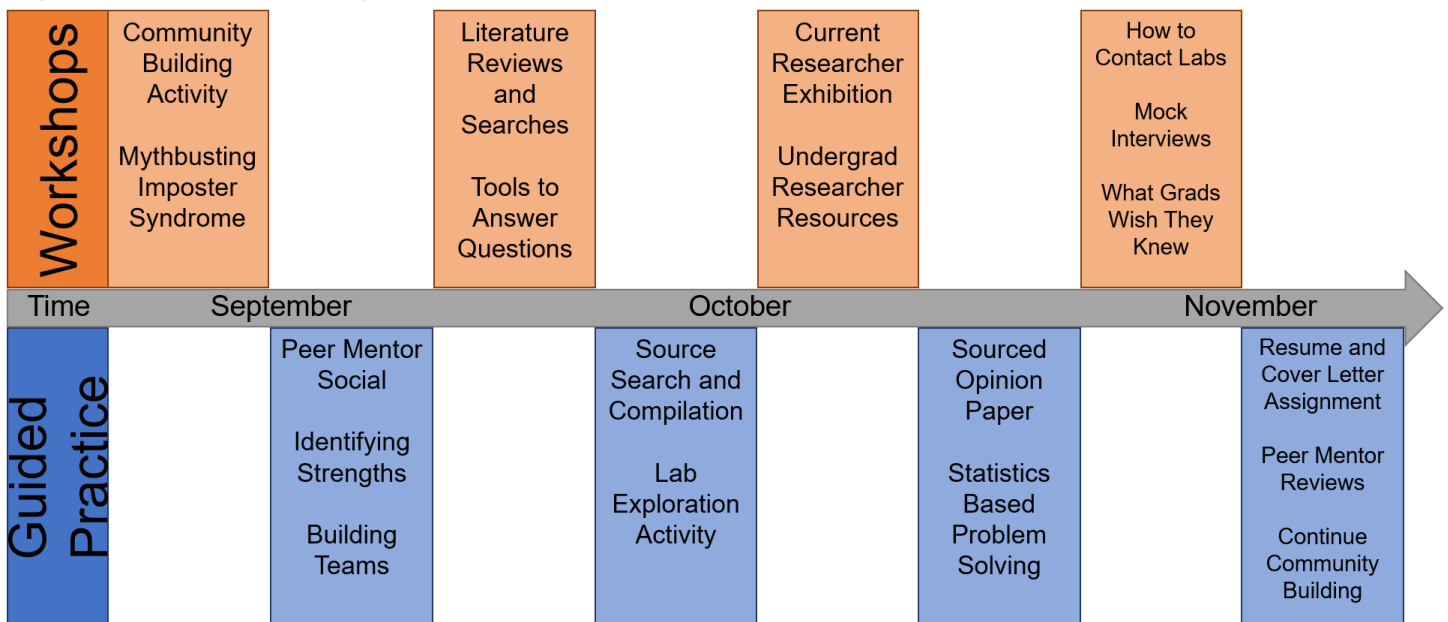 Workshops
Community
Building
Activity
Mythbusting
Imposter
Syndrome
Literature
Reviews
and
Searches
Tools to
Answer
Questions
Current
Researcher
Exhibition
Undergrad
Researcher
Resources
How to
Contact Labs
Mock
Interviews
What Grads
Wish They
Knew
Time
September
October
November
Guided
Practice
Peer Mentor
Social
Identifying
Strengths
Building
Teams
Source
Search and
Compilation
Lab
Exploration
Activity
Sourced
Opinion
Paper
Statistics
Based
Problem
Solving
Resume and
Cover Letter
Assignment
Peer Mentor
Reviews
Continue
Community
Building